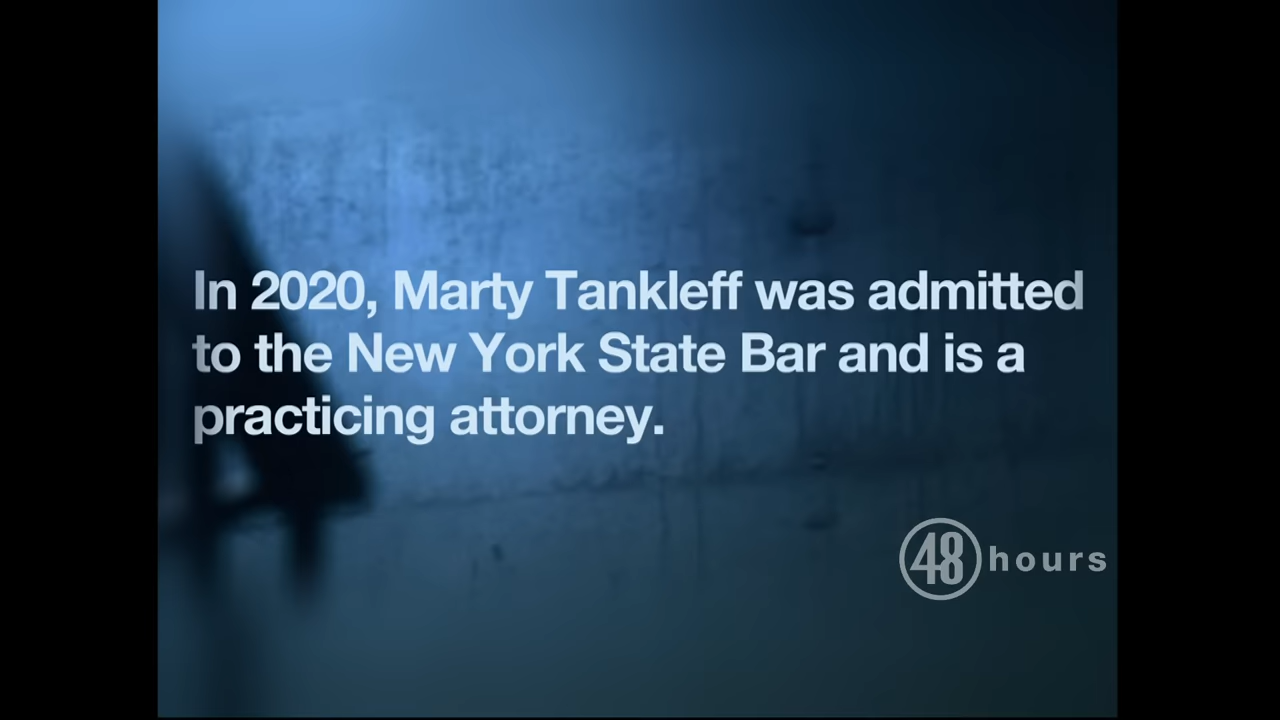 In 2020, Marty Tankleff was admitted
to the New York State Bar and is a
practicing attorney.
48 hours